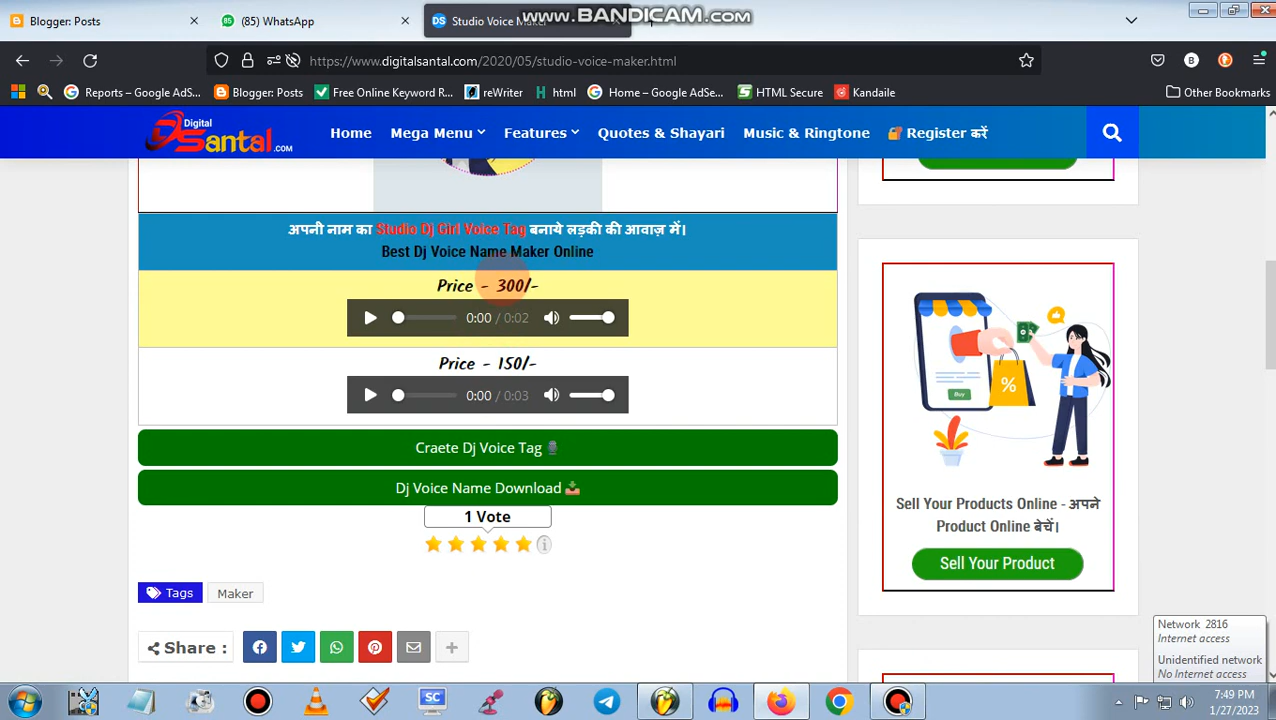 www.BANDICAM.com
Blogger: Posts
(85) WhatsApp
DS Studio Voice Maker
https://www.digitalsantal.com/2020/05/studio-voice-maker.html
Reports – Google AdS...
Blogger: Posts
Free Online Keyword R...
reWriter
html
Home – Google AdSe...
HTML Secure
Kandaile
Other Bookmarks
Digital
Santal
.COM
Home
Mega Menu
Features
Quotes & Shayari
Music & Ringtone
Register करें
अपनी नाम का Studio Dj Girl Voice Tag बनाये लड़की की आवाज़ में।
Best Dj Voice Name Maker Online
Price - 300/-
0:00 / 0:02
Price - 150/-
0:00 / 0:03
Craete Dj Voice Tag
Dj Voice Name Download
1 Vote
Tags
Maker
Share :
Buy
%
Sell Your Products Online - अपने
Product Online बेचें।
Sell Your Product
Network 2816
Internet access
Unidentified network
No Internet access
SC
7:49 PM
1/27/2023